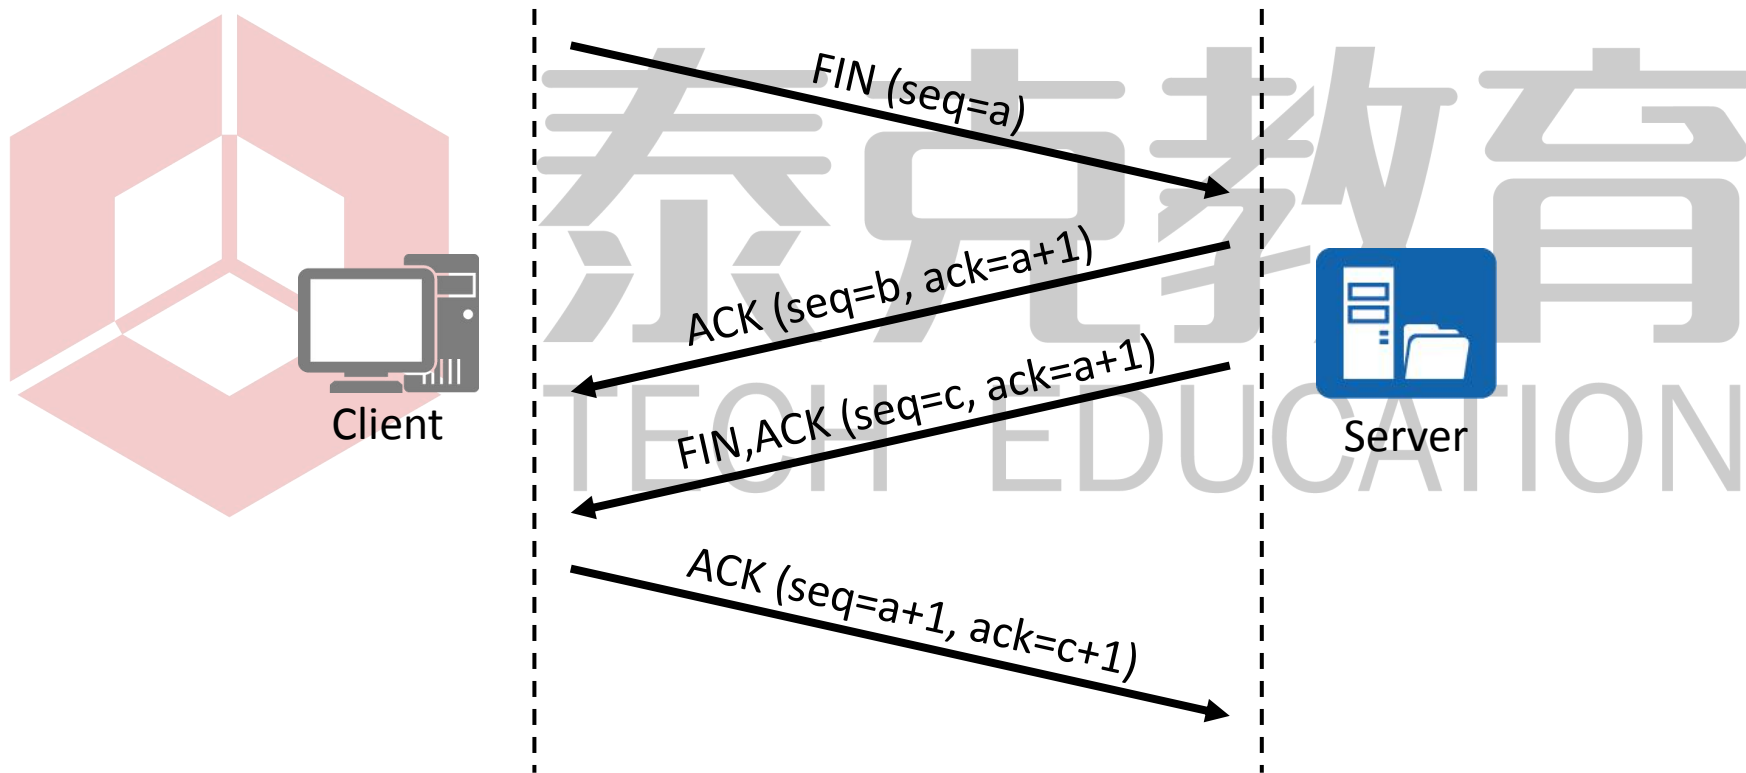 泰克教育
TECH EDUCATION
FIN (seq=a)
ACK (seq=b, ack=a+1)
FIN,ACK (seq=c, ack=a+1)
ACK (seq=a+1, ack=c+1)
Client
Server